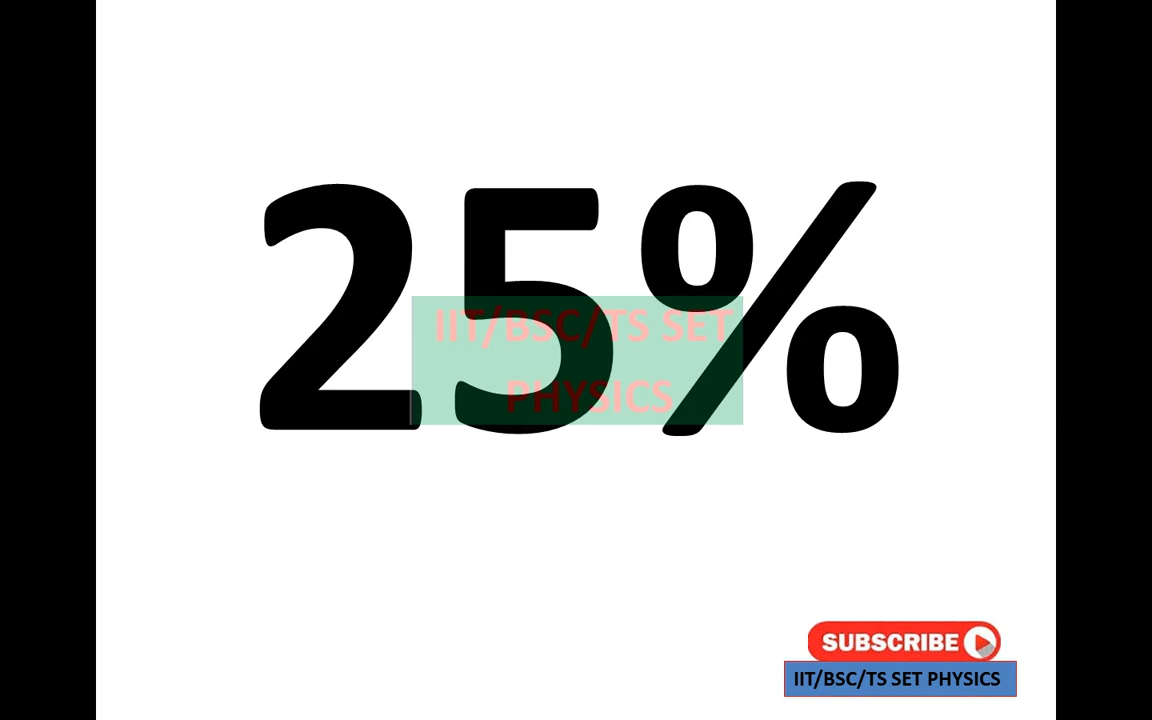 25%
IIT/BSC/TS SET
PHYSICS
SUBSCRIBE
IIT/BSC/TS SET PHYSICS